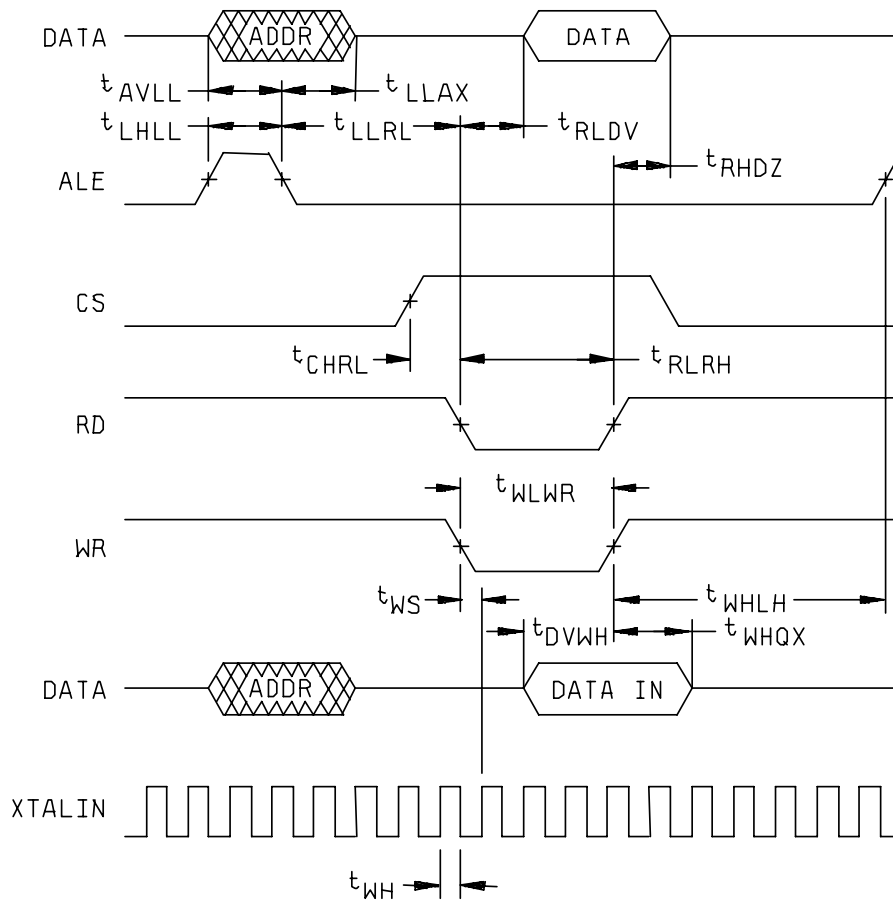 DATA ADDR DATA
tAVLL tLLAX
tLHLL tLLRL tRLDV
tRHDZ
ALE
CS
tCHRL tRLRH
RD
tWLWR
WR
tWS tWHLH
tDVWH tWHQX
DATA ADDR DATA IN
XTALIN
tWH